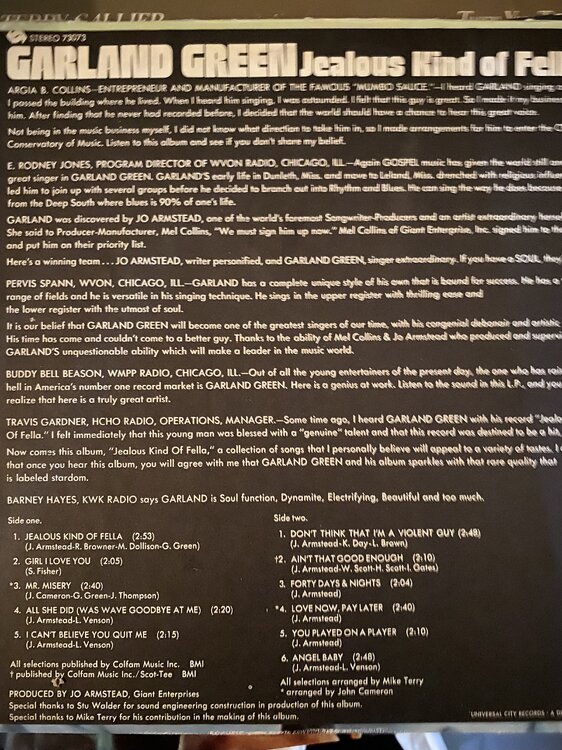 TERRY CALLIER
STEREO 73073
GARLAND GREEN Jealous Kind of Fell
ARGIA B. COLLINS—ENTREPRENEUR AND MANUFACTURER OF THE FAMOUS "MUMBO SAUCE."—I heard GARLAND singing a
I passed the building where he lived. When I heard him singing, I was astounded. I felt that this guy is great. So I made it my business
him. After finding that he never had recorded before, I decided that the world should have a chance to hear this great voice.
Not being in the music business myself, I did not know what direction to take him in, so I made arrangements for him to enter the C
Conservatory of Music. Listen to this album and see if you don't share my belief.
E. RODNEY JONES, PROGRAM DIRECTOR OF WVON RADIO, CHICAGO, ILL.—Again GOSPEL music has given the world still an
great singer in GARLAND GREEN. GARLAND'S early life in Dunleith, Miss. and move to Leland, Miss. drenched with religious influe
led him to join up with several groups before he decided to branch out into Rhythm and Blues. He can sing the way he does because
from the Deep South where blues is 90% of one's life.
GARLAND was discovered by JO ARMSTEAD, one of the world's foremost Songwriter-Producers and an artist extraordinary herse
She said to Producer-Manufacturer, Mel Collins, "We must sign him up now." Mel Collins of Giant Enterprise, Inc. signed him to th
and put him on their priority list.
Here's a winning team . . . JO ARMSTEAD, writer personified, and GARLAND GREEN, singer extraordinary. If you have a SOUL, they
PERVIS SPANN, WVON, CHICAGO, ILL.—GARLAND has a complete unique style of his own that is bound for success. He has a
range of fields and he is versatile in his singing technique. He sings in the upper register with thrilling ease and
the lower register with the utmost of soul.
It is our belief that GARLAND GREEN will become one of the greatest singers of our time, with his congenial debonair and artistic
His time has come and couldn't come to a better guy. Thanks to the ability of Mel Collins & Jo Armstead who produced and supervi
GARLAND'S unquestionable ability which will make a leader in the music world.
BUDDY BELL BEASON, WMPP RADIO, CHICAGO, ILL.—Out of all the young entertainers of the present day, the one who has rais
hell in America's number one record market is GARLAND GREEN. Here is a genius at work. Listen to the sound in this L.P., and you
realize that here is a truly great artist.
TRAVIS GARDNER, HCHO RADIO, OPERATIONS, MANAGER.—Some time ago, I heard GARLAND GREEN with his record "Jealo
Of Fella." I felt immediately that this young man was blessed with a "genuine" talent and that this record was destined to be a hit.
Now comes this album, "Jealous Kind Of Fella," a collection of songs that I personally believe will appeal to a variety of tastes. I
that once you hear this album, you will agree with me that GARLAND GREEN and his album sparkles with that rare quality that
is labeled stardom.
BARNEY HAYES, KWK RADIO says GARLAND is Soul function, Dynamite, Electrifying, Beautiful and too much.
Side one.
1. JEALOUS KIND OF FELLA (2:53)
(J. Armstead-R. Browner-M. Dollison-G. Green)
2. GIRL I LOVE YOU (2:05)
(S. Fisher)
*3. MR. MISERY (2:40)
(J. Cameron-G. Green-J. Thompson)
4. ALL SHE DID (WAS WAVE GOODBYE AT ME) (2:20)
(J. Armstead-L. Venson)
5. I CAN'T BELIEVE YOU QUIT ME (2:15)
(J. Armstead-L. Venson)
All selections published by Colfam Music Inc. BMI
† published by Colfam Music Inc./Scot-Tee BMI
PRODUCED BY JO ARMSTEAD, Giant Enterprises
Special thanks to Stu Walder for sound engineering construction in production of this album.
Special thanks to Mike Terry for his contribution in the making of this album.
Side two.
1. DON'T THINK THAT I'M A VIOLENT GUY (2:48)
(J. Armstead-K. Day-L. Brown)
†2. AIN'T THAT GOOD ENOUGH (2:10)
(J. Armstead-W. Scott-H. Scott-I. Gates)
3. FORTY DAYS & NIGHTS (2:04)
(J. Armstead)
*4. LOVE NOW, PAY LATER (2:40)
(J. Armstead)
5. YOU PLAYED ON A PLAYER (2:10)
(J. Armstead)
6. ANGEL BABY (2:48)
(J. Armstead-L. Venson)
All selections arranged by Mike Terry
* arranged by John Cameron
UNIVERSAL CITY RECORDS · A D